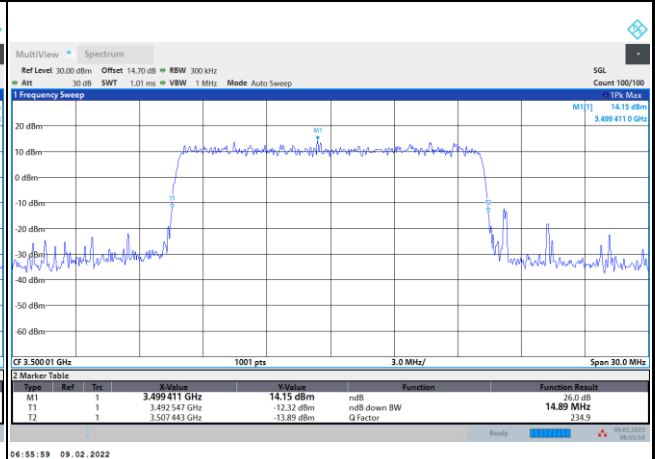 MultiView Spectrum
Ref Level 30.00 dBm Offset 14.70 dB RBW 300 kHz SGL
Att 30 dB SWT 1.01 ms VBW 1 MHz Mode Auto Sweep Count 100/100
1 Frequency Sweep 1Pk Max
M1[1] 14.15 dBm
3.499 411 0 GHz
M1
20 dBm
10 dBm
0 dBm
-10 dBm
-20 dBm
-30 dBm
-40 dBm
-50 dBm
-60 dBm
CF 3.500 01 GHz 1001 pts 3.0 MHz/ Span 30.0 MHz
2 Marker Table
Type Ref Trc X-Value Y-Value Function Function Result
M1 1 3.499 411 GHz 14.15 dBm ndB 26.0 dB
T1 1 3.492 547 GHz -12.32 dBm ndB down BW 14.89 MHz
T2 1 3.507 443 GHz -13.89 dBm Q Factor 234.9
Ready 09.02.2022
06:55:59
06:55:59 09.02.2022